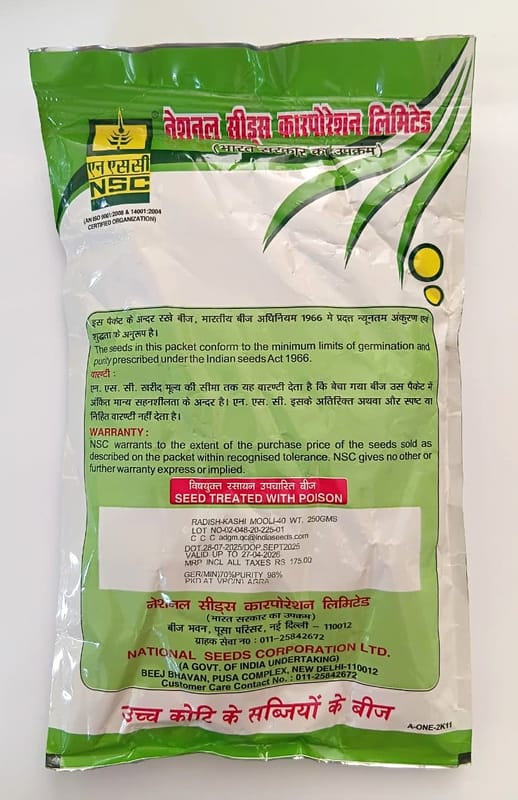 नेशनल सीड्स कारपोरेशन लिमिटेड
(भारत सरकार का उपक्रम)
एन एस सी
NSC
(AN ISO 9001:2008 & 14001:2004
CERTIFIED ORGANIZATION)
इस पैकेट के अन्दर रखे बीज, भारतीय बीज अधिनियम 1966 मे प्रदत्त न्यूनतम अंकुरण एवं
शुद्धता के अनुरूप है।
The seeds in this packet conform to the minimum limits of germination and
purity prescribed under the Indian seeds Act 1966.
वारण्टी :
एन. एस. सी. खरीद मूल्य की सीमा तक यह वारण्टी देता है कि बेचा गया बीज उस पैकेट में
अंकित मान्य सहनशीलता के अन्दर है। एन. एस. सी. इसके अतिरिक्त अथवा और स्पष्ट या
निहित वारण्टी नहीं देता है।
WARRANTY :
NSC warrants to the extent of the purchase price of the seeds sold as
described on the packet within recognised tolerance. NSC gives no other or
further warranty express or implied.
विषयुक्त रसायन उपचारित बीज
SEED TREATED WITH POISON
RADISH-KASHI MOOLI-40 WT. 250GMS
LOT NO-02-048-20-225-01
C C C adgm.qc@indiaseeds.com
DOT.28-07-2025/DOP.SEPT2025
VALID UP TO 27-04-2026
MRP INCL ALL TAXES RS 175.00
GER(MIN)70%PURITY 98%
PKD AT VPC(N) AGRA
नेशनल सीड्स कारपोरेशन लिमिटेड
(भारत सरकार का उपक्रम)
बीज भवन, पूसा परिसर, नई दिल्ली - 110012
ग्राहक सेवा न० : 011-25842672
NATIONAL SEEDS CORPORATION LTD.
(A GOVT. OF INDIA UNDERTAKING)
BEEJ BHAVAN, PUSA COMPLEX, NEW DELHI-110012
Customer Care Contact No. : 011-25842672
उच्च कोटि के सब्जियों के बीज
A-ONE-2K11